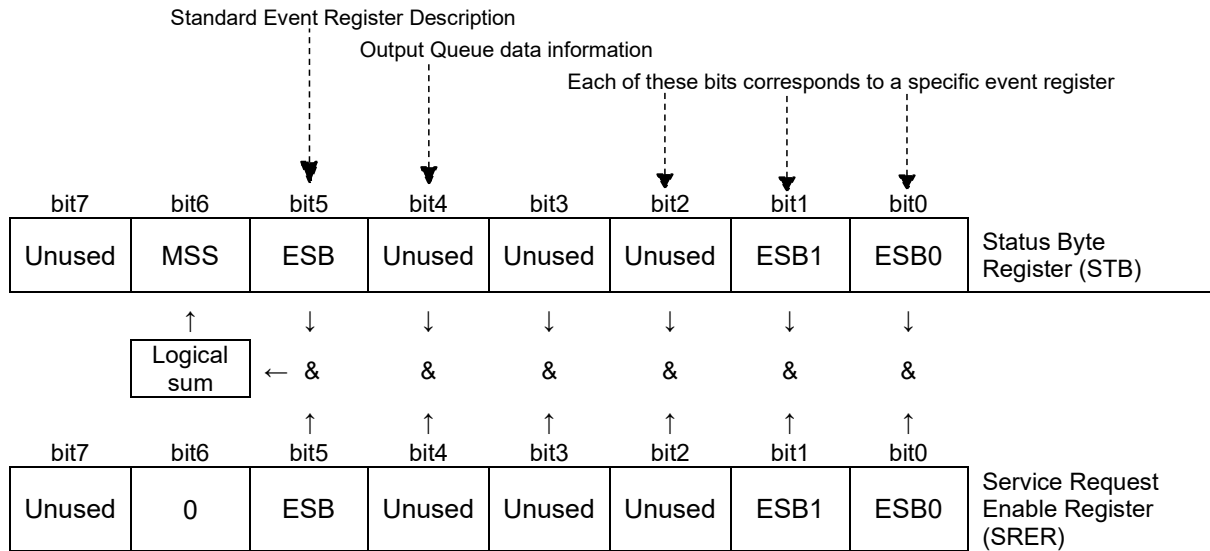 Standard Event Register Description
Output Queue data information
Each of these bits corresponds to a specific event register
bit7 bit6 bit5 bit4 bit3 bit2 bit1 bit0
Unused MSS ESB Unused Unused Unused ESB1 ESB0
Status Byte
Register (STB)
↑ ↓ ↓ ↓ ↓ ↓ ↓
Logical
sum
← & & & & & &
↑ ↑ ↑ ↑ ↑ ↑
bit7 bit6 bit5 bit4 bit3 bit2 bit1 bit0
Unused 0 ESB Unused Unused Unused ESB1 ESB0
Service Request
Enable Register
(SRER)